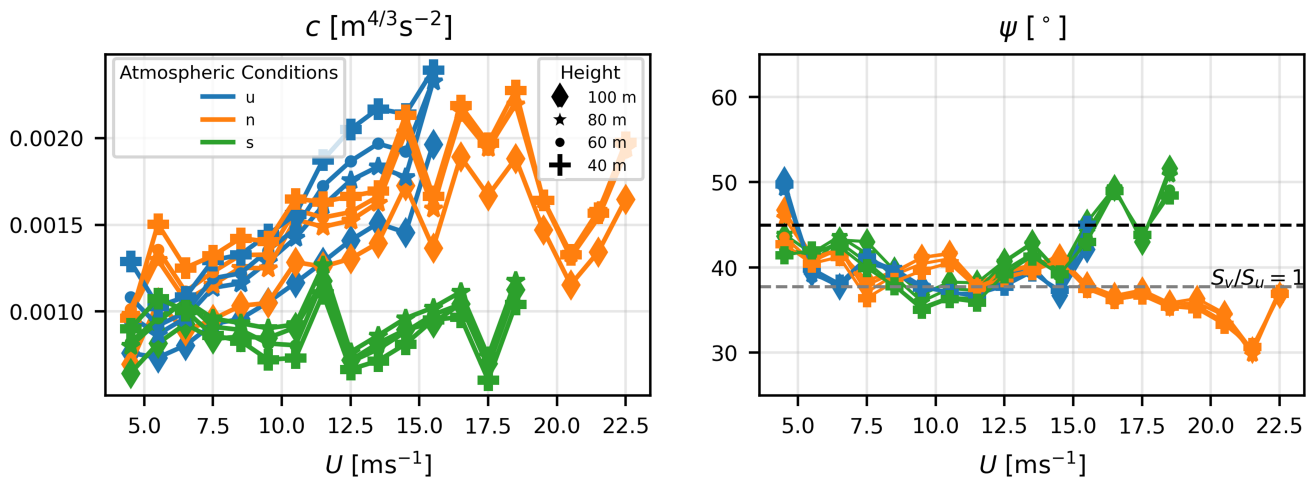 c [m^{4/3}s^{−2}]
Atmospheric Conditions
u
n
s
Height
100 m
80 m
60 m
40 m
0.0020
0.0015
0.0010
5.0 7.5 10.0 12.5 15.0 17.5 20.0 22.5
U [ms^{−1}]
ψ [°]
60
50
40
30
S_v/S_u = 1
5.0 7.5 10.0 12.5 15.0 17.5 20.0 22.5
U [ms^{−1}]